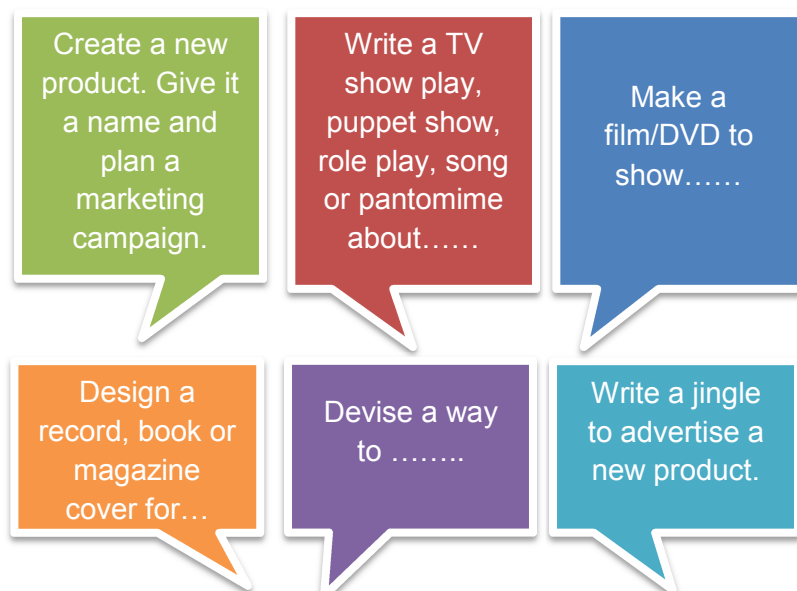 Create a new
product. Give it
a name and
plan a
marketing
campaign.
Write a TV
show play,
puppet show,
role play, song
or pantomime
about……
Make a
film/DVD to
show……
Design a
record, book or
magazine
cover for…
Devise a way
to ……..
Write a jingle
to advertise a
new product.